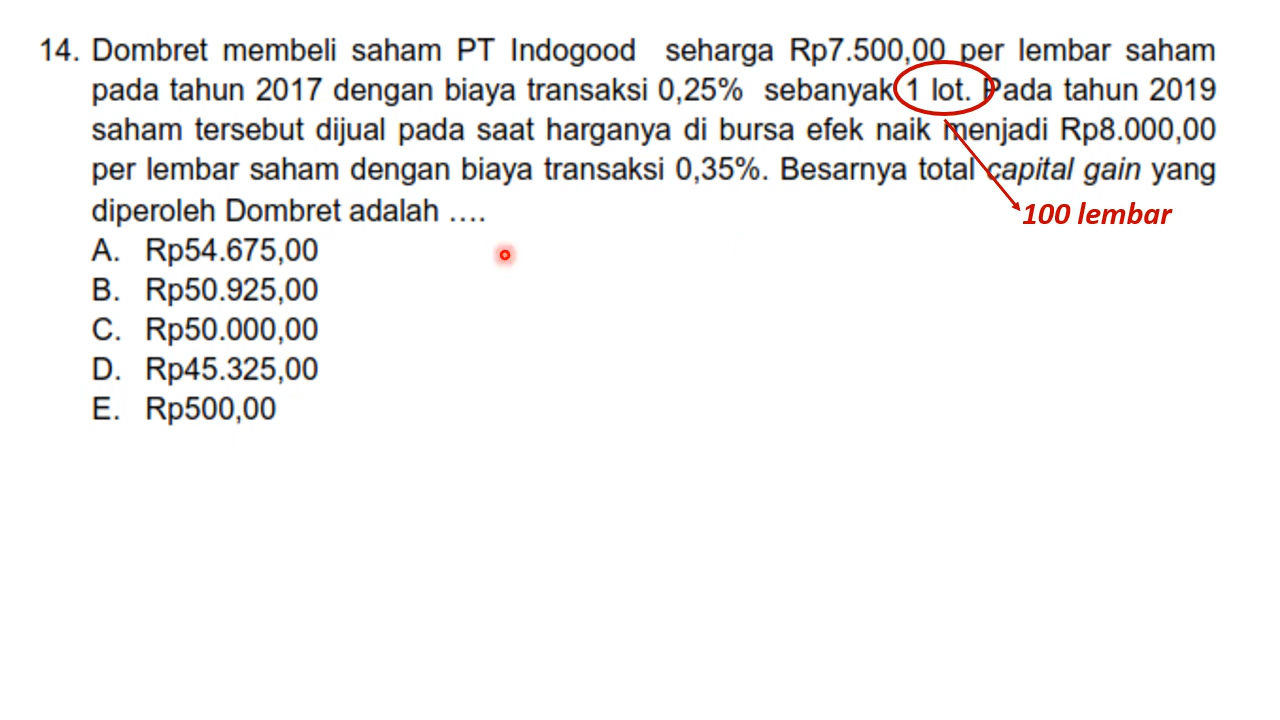 14. Dombret membeli saham PT Indogood seharga Rp7.500,00 per lembar saham
pada tahun 2017 dengan biaya transaksi 0,25% sebanyak 1 lot. Pada tahun 2019
saham tersebut dijual pada saat harganya di bursa efek naik menjadi Rp8.000,00
per lembar saham dengan biaya transaksi 0,35%. Besarnya total capital gain yang
diperoleh Dombret adalah ….
100 lembar
A. Rp54.675,00
B. Rp50.925,00
C. Rp50.000,00
D. Rp45.325,00
E. Rp500,00